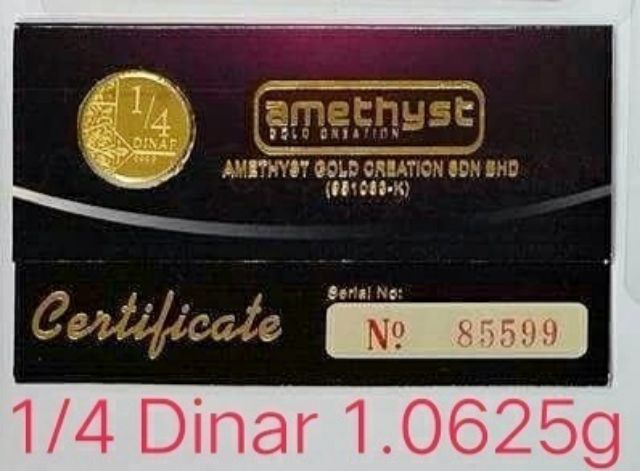 1/4
DINAR
amethyst
GOLD CREATION
AMETHYST GOLD CREATION SDN BHD
Certificate
Serial No:
Nº 85599
1/4 Dinar 1.0625g